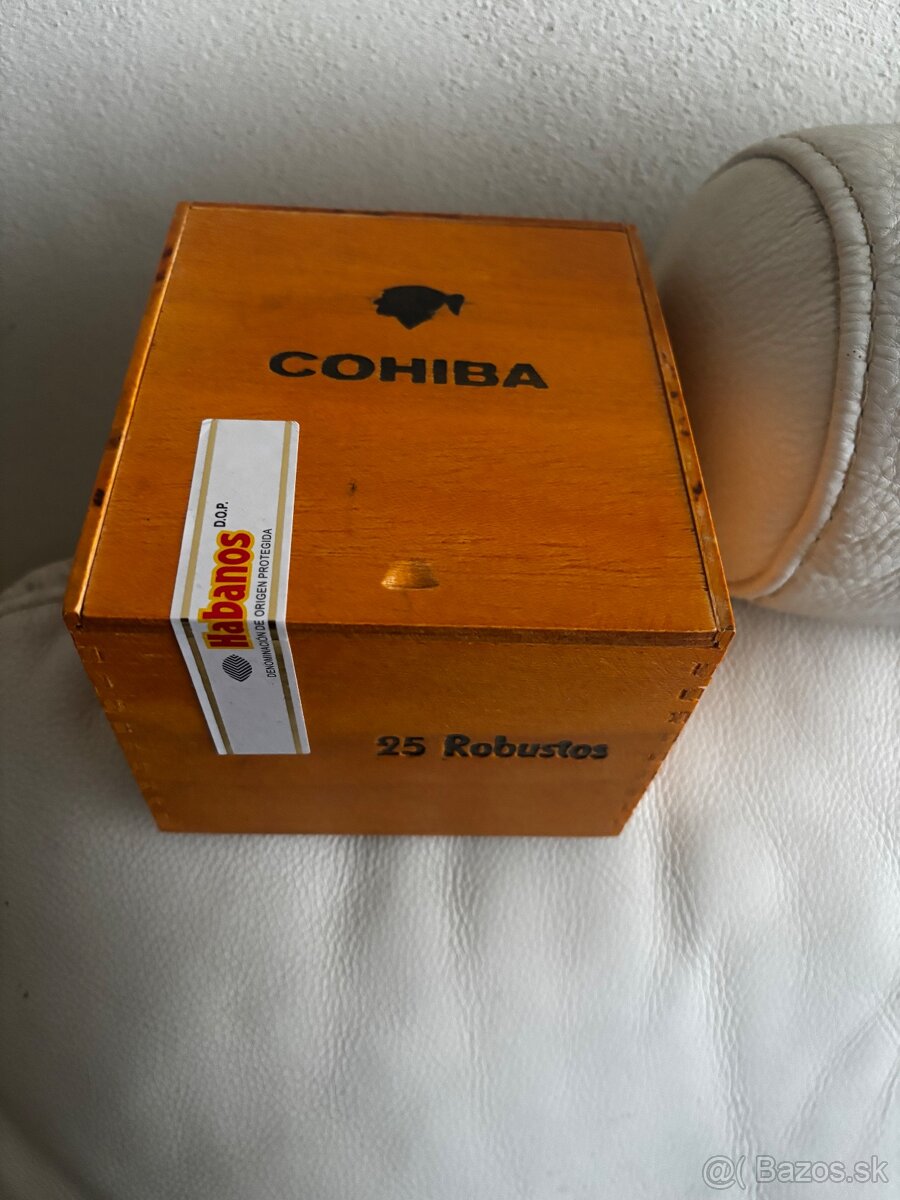 COHIBA
Habanos D.O.P.
DENOMINACIÓN DE ORIGEN PROTEGIDA
25 Robustos
@( Bazos.sk